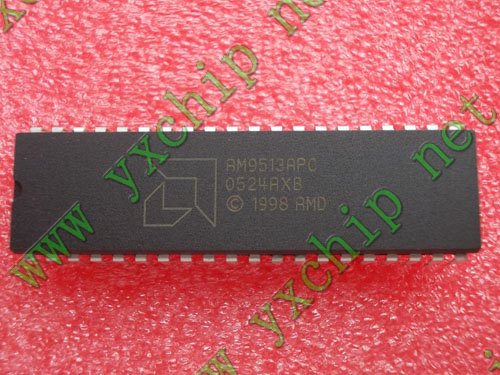 AM9513APC
0524AXB
© 1998 AMD
www yxchip net
www yxchip net